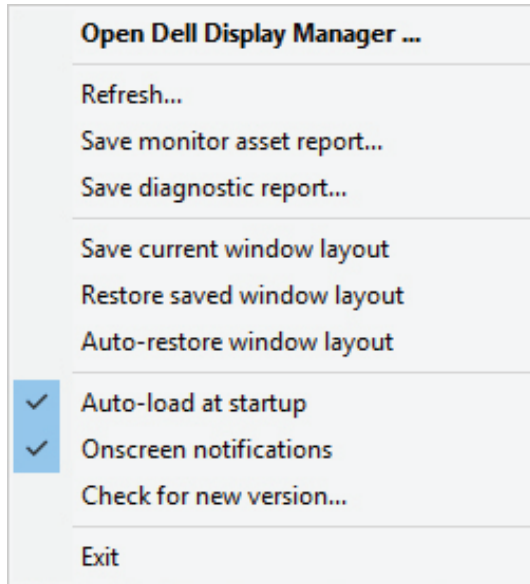 Open Dell Display Manager ...
Refresh...
Save monitor asset report...
Save diagnostic report...
Save current window layout
Restore saved window layout
Auto-restore window layout
Auto-load at startup
Onscreen notifications
Check for new version...
Exit